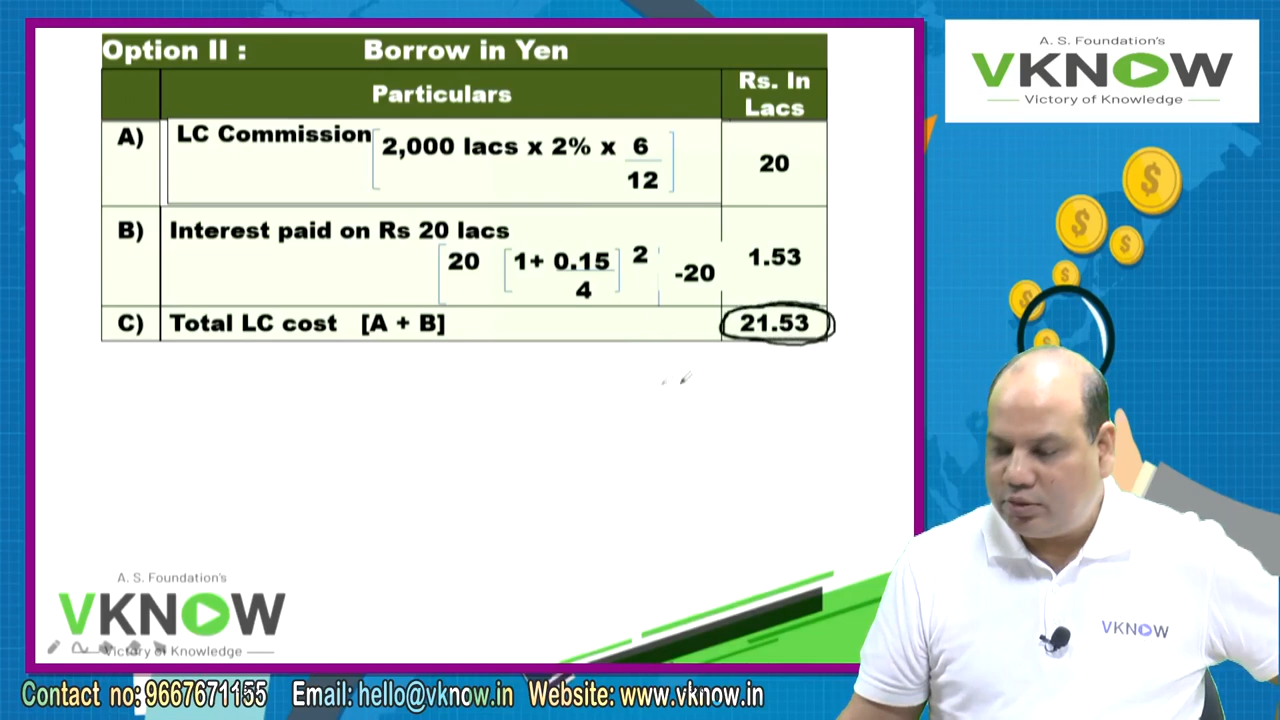 Option II : Borrow in Yen
Particulars
Rs. In
Lacs
A) LC Commission 2,000 lacs x 2% x 6
12
20
B) Interest paid on Rs 20 lacs
20 1+ 0.15 2 -20
4
1.53
C) Total LC cost [A + B] 21.53
A. S. Foundation's
VKNOW
Victory of Knowledge
A. S. Foundation's
VKNOW
Victory of Knowledge
VKNOW
Contact no: 9667671155 Email: hello@vknow.in Website: www.vknow.in